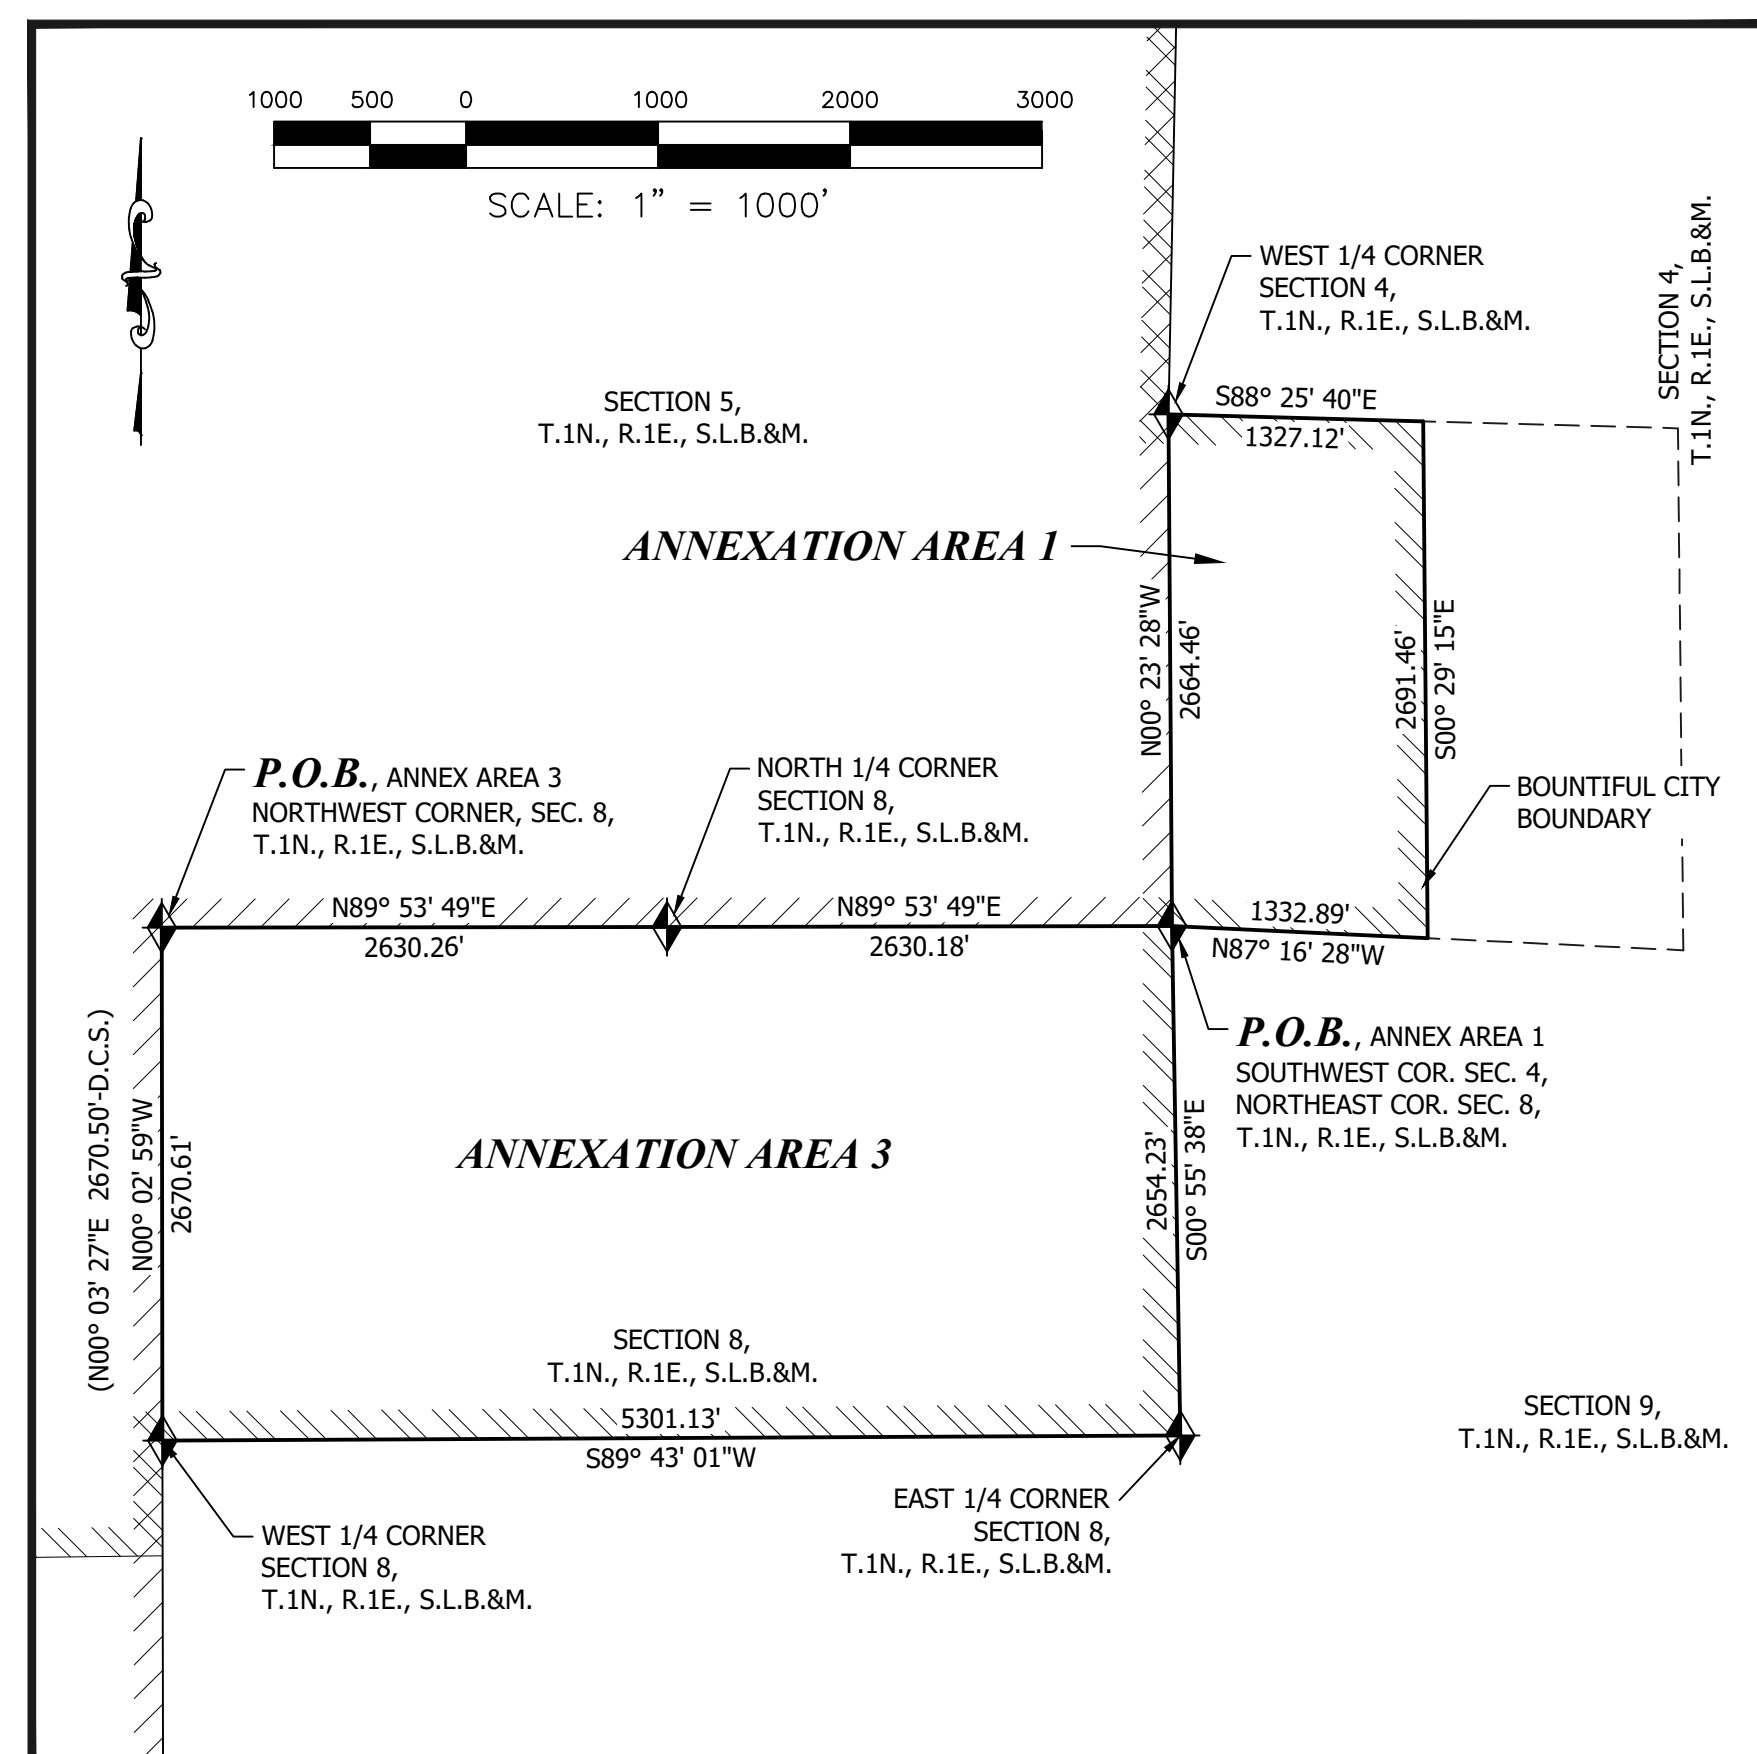 1000 500 0 1000 2000 3000
SCALE: 1" = 1000'
WEST 1/4 CORNER
SECTION 4,
T.1N., R.1E., S.L.B.&M.
SECTION 4,
T.1N., R.1E., S.L.B.&M.
SECTION 5,
T.1N., R.1E., S.L.B.&M.
S88° 25' 40"E
1327.12'
ANNEXATION AREA 1
N00° 23' 28"W
2664.46'
2691.46'
S00° 29' 15"E
P.O.B., ANNEX AREA 3
NORTHWEST CORNER, SEC. 8,
T.1N., R.1E., S.L.B.&M.
NORTH 1/4 CORNER
SECTION 8,
T.1N., R.1E., S.L.B.&M.
BOUNTIFUL CITY
BOUNDARY
N89° 53' 49"E
2630.26'
N89° 53' 49"E
2630.18'
1332.89'
N87° 16' 28"W
P.O.B., ANNEX AREA 1
SOUTHWEST COR. SEC. 4,
NORTHEAST COR. SEC. 8,
T.1N., R.1E., S.L.B.&M.
(N00° 03' 27"E 2670.50'-D.C.S.)
N00° 02' 59"W
2670.61'
ANNEXATION AREA 3
2654.23'
S00° 55' 38"E
SECTION 8,
T.1N., R.1E., S.L.B.&M.
5301.13'
S89° 43' 01"W
SECTION 9,
T.1N., R.1E., S.L.B.&M.
WEST 1/4 CORNER
SECTION 8,
T.1N., R.1E., S.L.B.&M.
EAST 1/4 CORNER
SECTION 8,
T.1N., R.1E., S.L.B.&M.